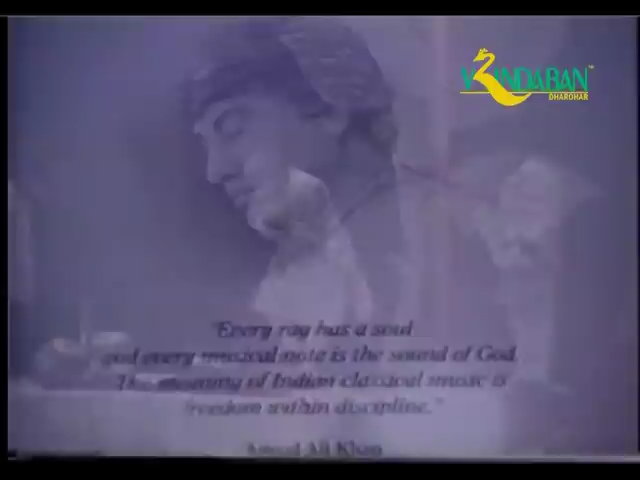 VRINDABAN
DHAROHAR
"Every rag has a soul
and every musical note is the sound of God.
The meaning of Indian classical music is
freedom within discipline."
Amjad Ali Khan